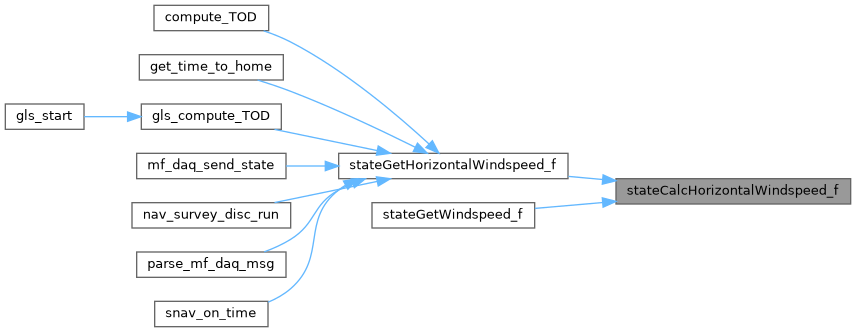 compute_TOD
get_time_to_home
gls_start
gls_compute_TOD
mf_daq_send_state
stateGetHorizontalWindspeed_f
stateCalcHorizontalWindspeed_f
nav_survey_disc_run
stateGetWindspeed_f
parse_mf_daq_msg
snav_on_time